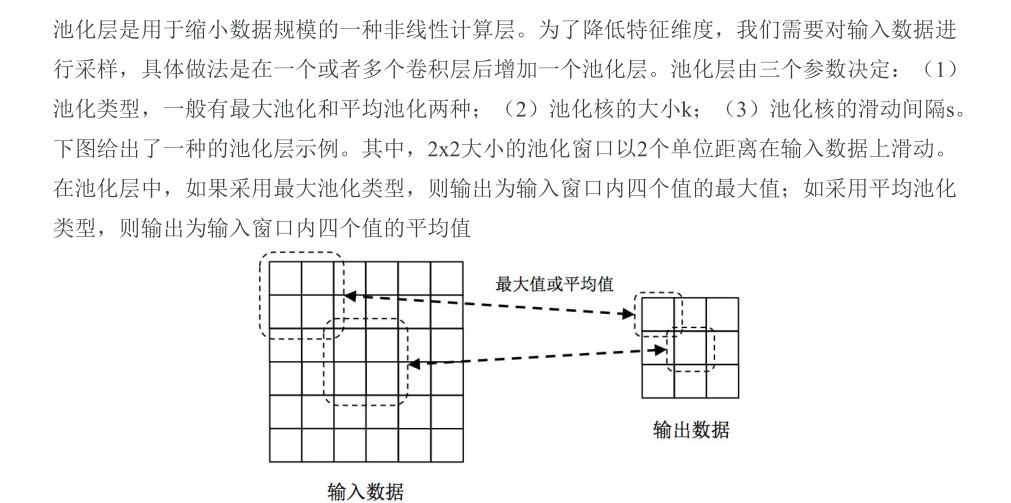 池化层是用于缩小数据规模的一种非线性计算层。为了降低特征维度，我们需要对输入数据进
行采样，具体做法是在一个或者多个卷积层后增加一个池化层。池化层由三个参数决定：（1）
池化类型，一般有最大池化和平均池化两种；（2）池化核的大小k；（3）池化核的滑动间隔s。
下图给出了一种的池化层示例。其中，2x2大小的池化窗口以2个单位距离在输入数据上滑动。
在池化层中，如果采用最大池化类型，则输出为输入窗口内四个值的最大值；如采用平均池化
类型，则输出为输入窗口内四个值的平均值
最大值或平均值
输出数据
输入数据